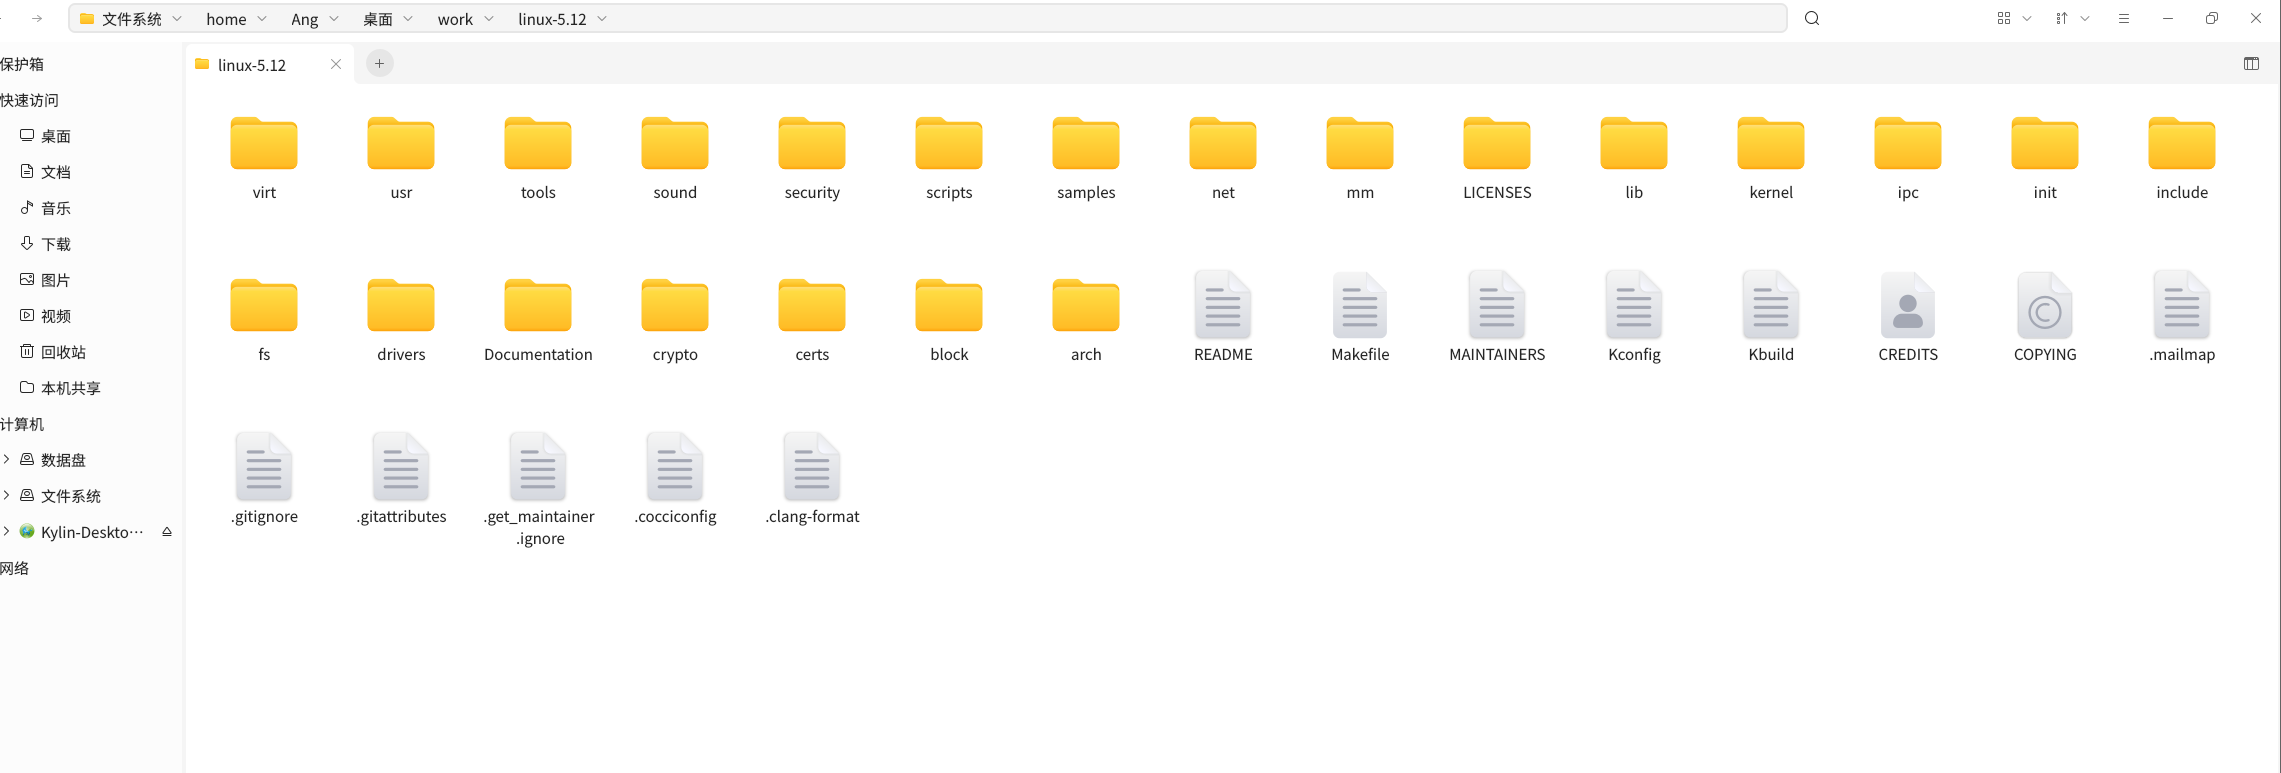 文件系统 home Ang 桌面 work linux-5.12
linux-5.12
保护箱
快速访问
桌面
文档
音乐
下载
图片
视频
回收站
本机共享
计算机
数据盘
文件系统
Kylin-Deskto···
网络
virt usr tools sound security scripts samples net mm LICENSES lib kernel ipc init include
fs drivers Documentation crypto certs block arch README Makefile MAINTAINERS Kconfig Kbuild CREDITS COPYING .mailmap
.gitignore .gitattributes .get_maintainer .cocciconfig .clang-format
.ignore